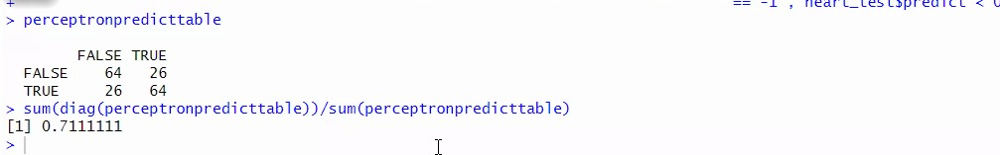 == -1 , heart_test$predict < 0
> perceptronpredicttable
FALSE TRUE
FALSE 64 26
TRUE 26 64
> sum(diag(perceptronpredicttable))/sum(perceptronpredicttable)
[1] 0.7111111
>